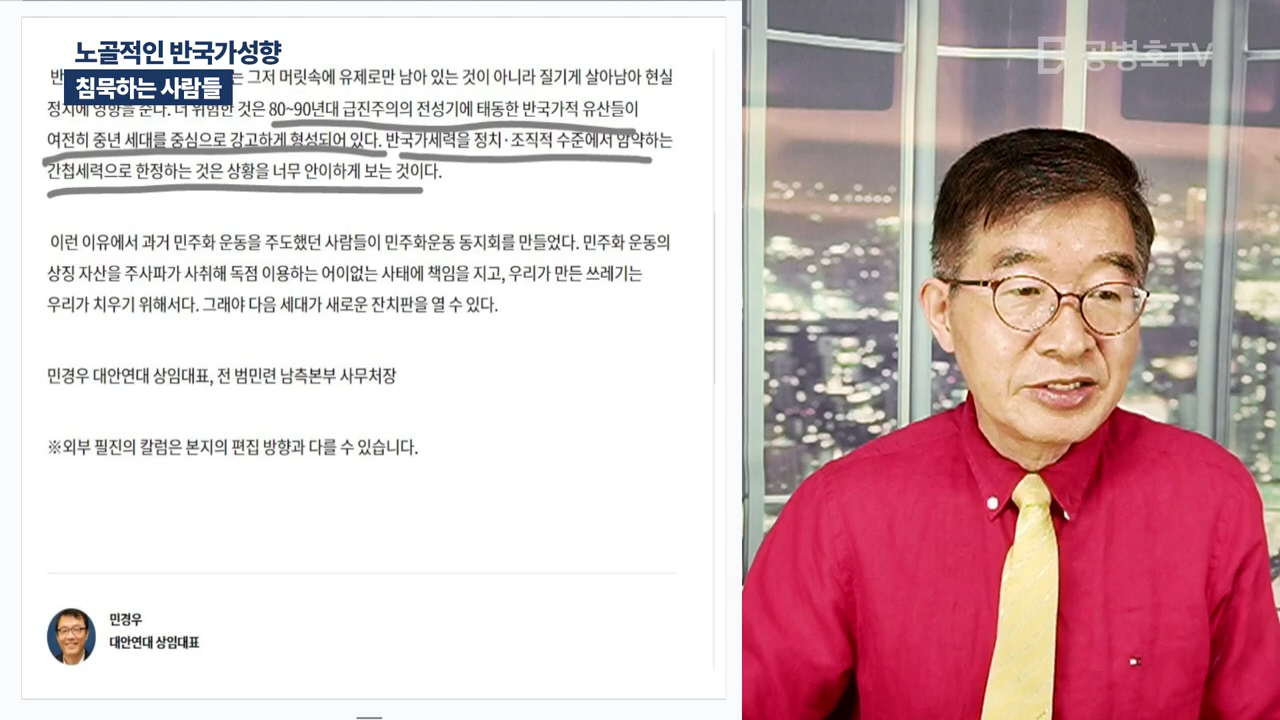 노골적인 반국가성향
침묵하는 사람들
공병호TV
반
는 그저 머릿속에 유제로만 남아 있는 것이 아니라 질기게 살아남아 현실
정치에 영향을 준다. 더 위험한 것은 80~90년대 급진주의의 전성기에 태동한 반국가적 유산들이
여전히 중년 세대를 중심으로 강고하게 형성되어 있다. 반국가세력을 정치·조직적 수준에서 암약하는
간첩세력으로 한정하는 것은 상황을 너무 안이하게 보는 것이다.
이런 이유에서 과거 민주화 운동을 주도했던 사람들이 민주화운동 동지회를 만들었다. 민주화 운동의
상징 자산을 주사파가 사취해 독점 이용하는 어이없는 사태에 책임을 지고, 우리가 만든 쓰레기는
우리가 치우기 위해서다. 그래야 다음 세대가 새로운 잔치판을 열 수 있다.
민경우 대안연대 상임대표, 전 범민련 남측본부 사무처장
※외부 필진의 칼럼은 본지의 편집 방향과 다를 수 있습니다.
민경우
대안연대 상임대표